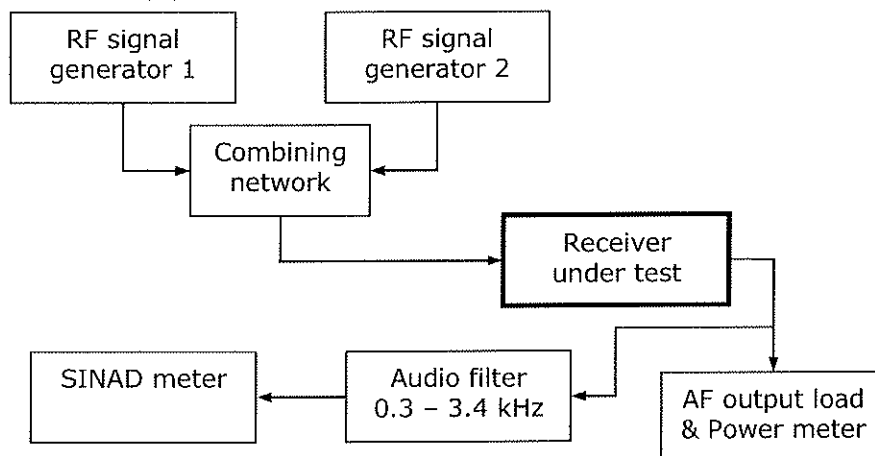 RF signal
generator 1
RF signal
generator 2
Combining
network
Receiver
under test
SINAD meter
Audio filter
0.3 – 3.4 kHz
AF output load
& Power meter